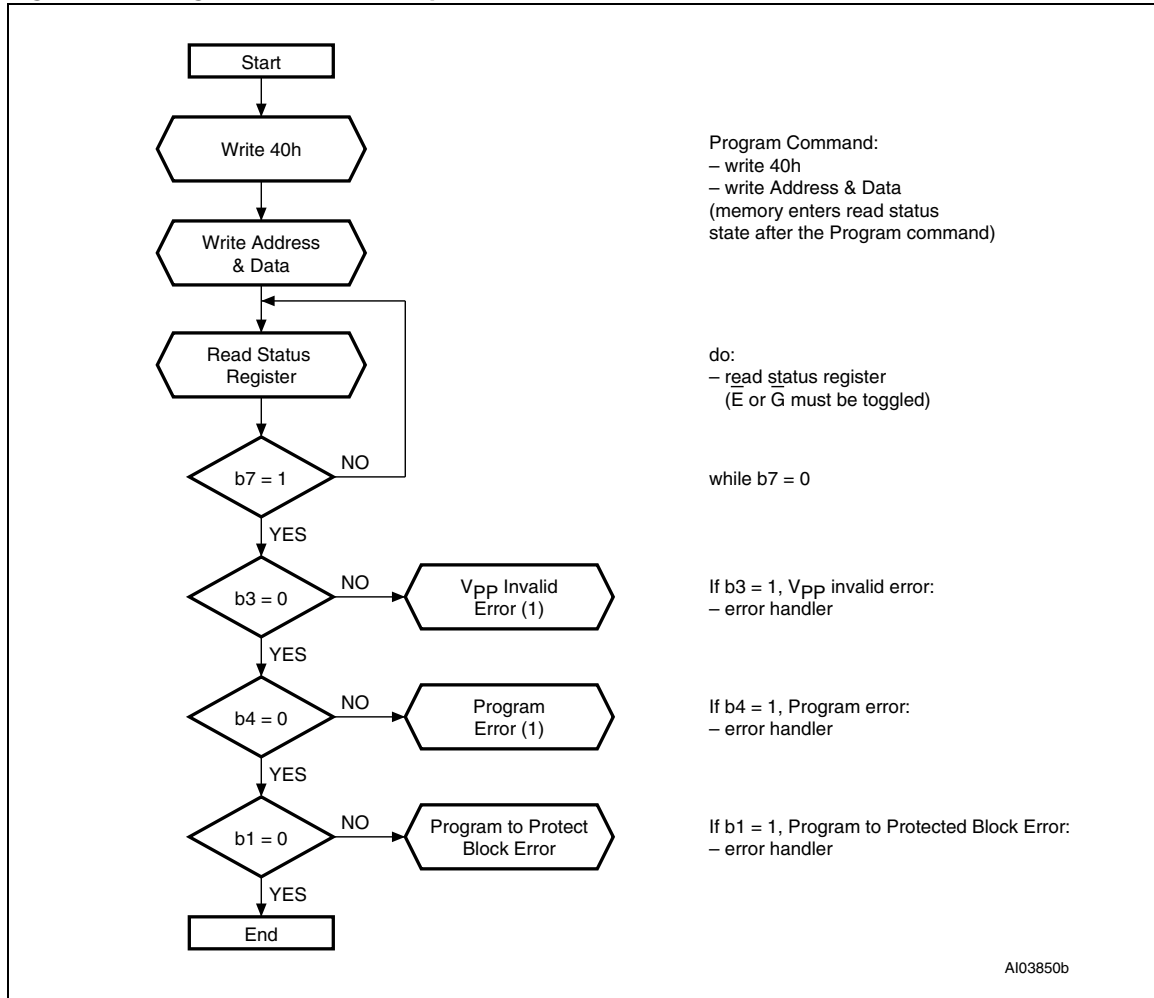 Start
Write 40h
Program Command:
– write 40h
– write Address & Data
(memory enters read status
state after the Program command)
Write Address
& Data
Read Status
Register
do:
– read status register
(E̅ or G̅ must be toggled)
b7 = 1
NO
while b7 = 0
YES
b3 = 0
NO
VPP Invalid
Error (1)
If b3 = 1, VPP invalid error:
– error handler
YES
b4 = 0
NO
Program
Error (1)
If b4 = 1, Program error:
– error handler
YES
b1 = 0
NO
Program to Protect
Block Error
If b1 = 1, Program to Protected Block Error:
– error handler
YES
End
AI03850b